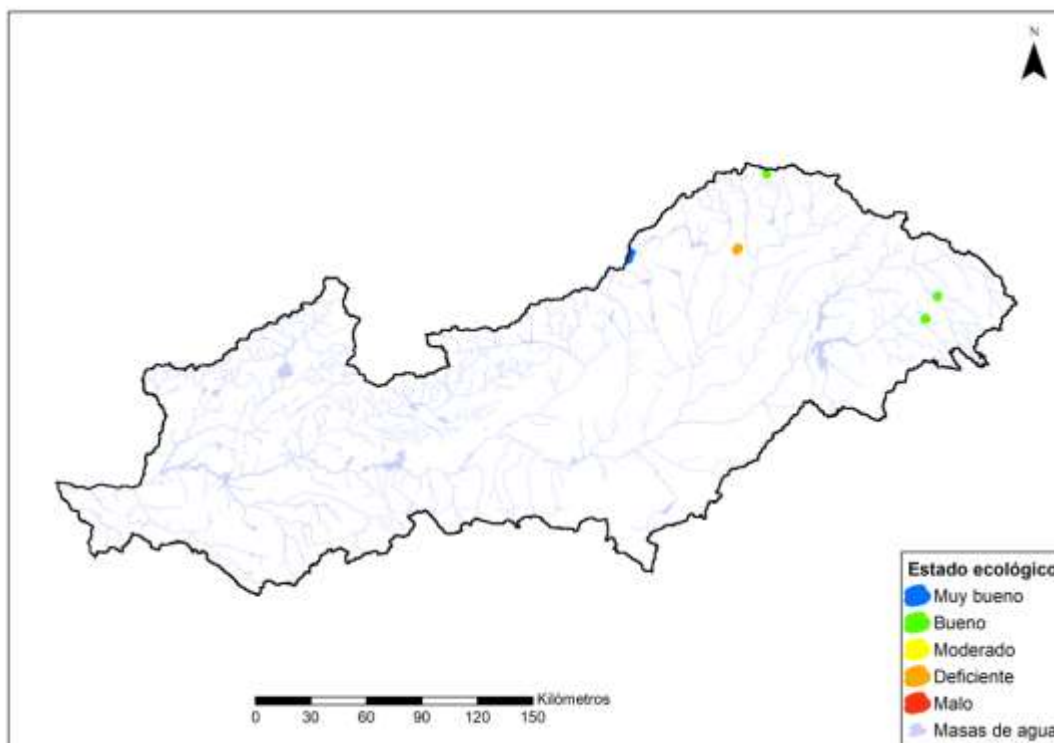 N
Estado ecológico
Muy bueno
Bueno
Moderado
Deficiente
Malo
Masas de agua
Kilómetros
0 30 60 90 120 150